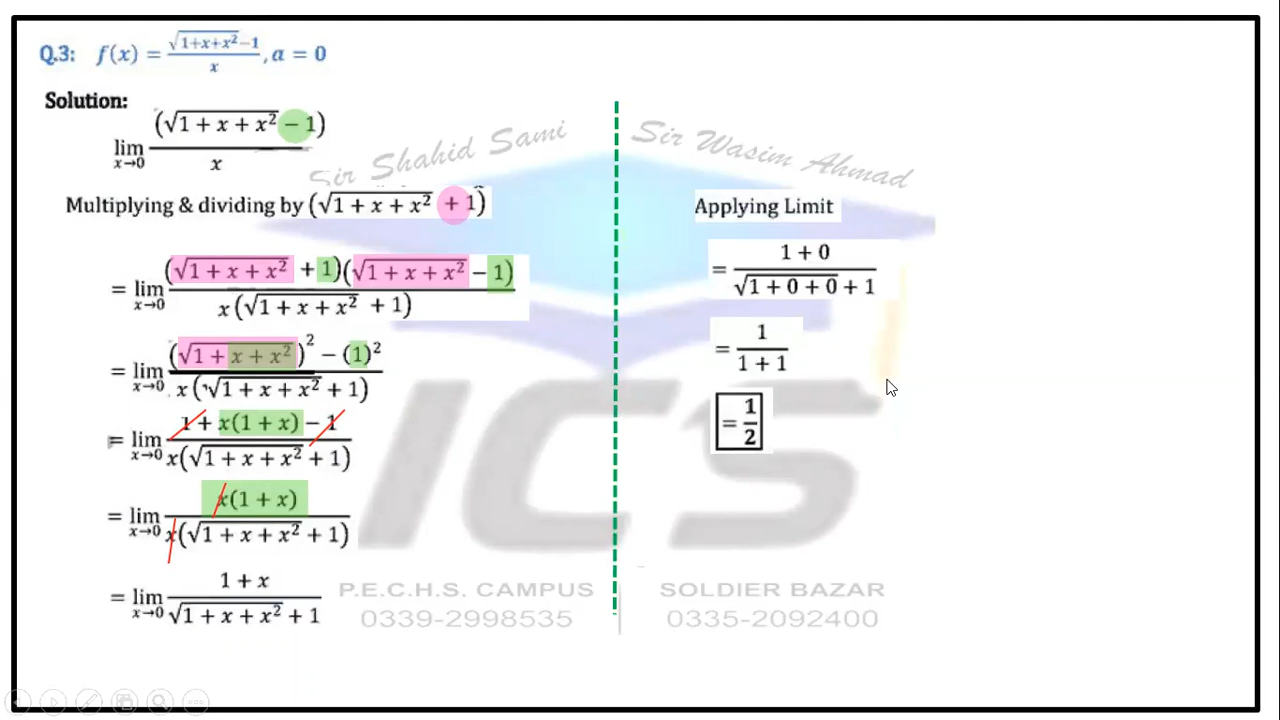 Q.3: f(x) = (√(1+x+x²) −1)/x , a = 0
Solution:
lim x→0 (√(1 + x + x²) − 1) / x
Multiplying & dividing by (√(1 + x + x²) + 1)
= lim x→0 (√(1 + x + x²) + 1)(√(1 + x + x²) − 1) / x(√(1 + x + x²) + 1)
= lim x→0 ((√(1 + x + x²))² − (1)²) / x(√(1 + x + x²) + 1)
= lim x→0 (1 + x(1 + x) − 1) / x(√(1 + x + x²) + 1)
= lim x→0 x(1 + x) / x(√(1 + x + x²) + 1)
= lim x→0 (1 + x) / (√(1 + x + x²) + 1)
Applying Limit
= (1 + 0) / (√(1 + 0 + 0) + 1)
= 1 / (1 + 1)
= 1/2
Sir Shahid Sami
Sir Wasim Ahmad
ICS
P.E.C.H.S. CAMPUS
0339-2998535
SOLDIER BAZAR
0335-2092400